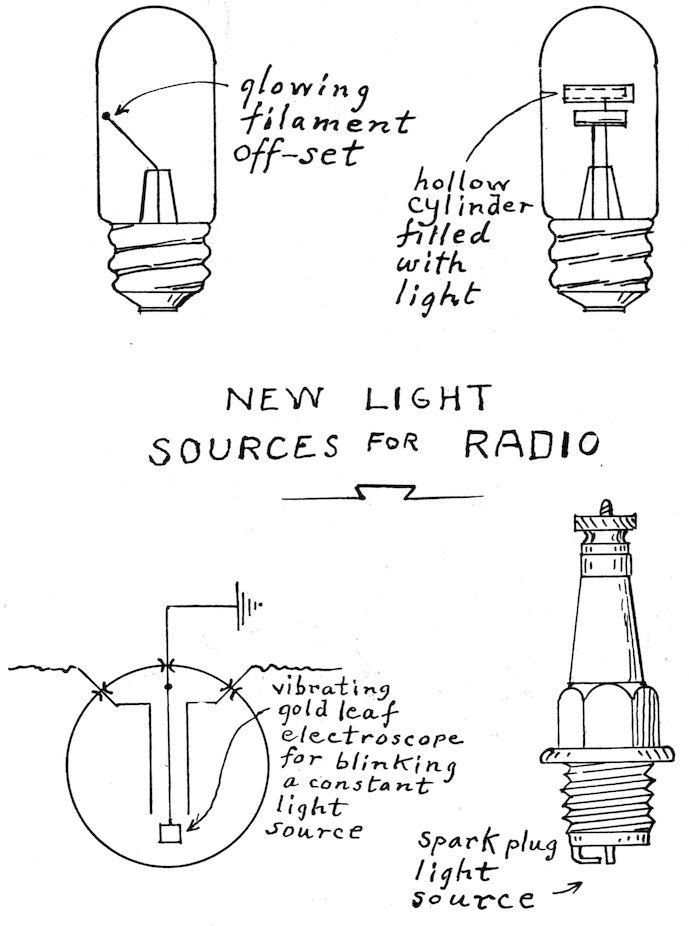 glowing
filament
off-set
hollow
cylinder
filled
with
light
NEW LIGHT
SOURCES FOR RADIO
vibrating
gold leaf
electroscope
for blinking
a constant
light
source
spark plug
light
source